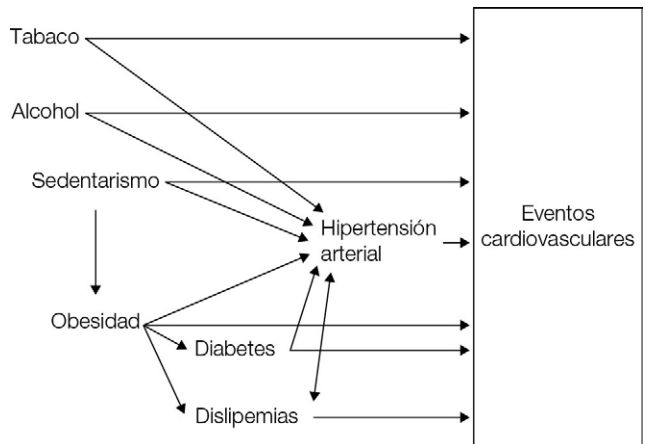 Tabaco
Alcohol
Sedentarismo
Hipertensión
arterial
Eventos
cardiovasculares
Obesidad
Diabetes
Dislipemias